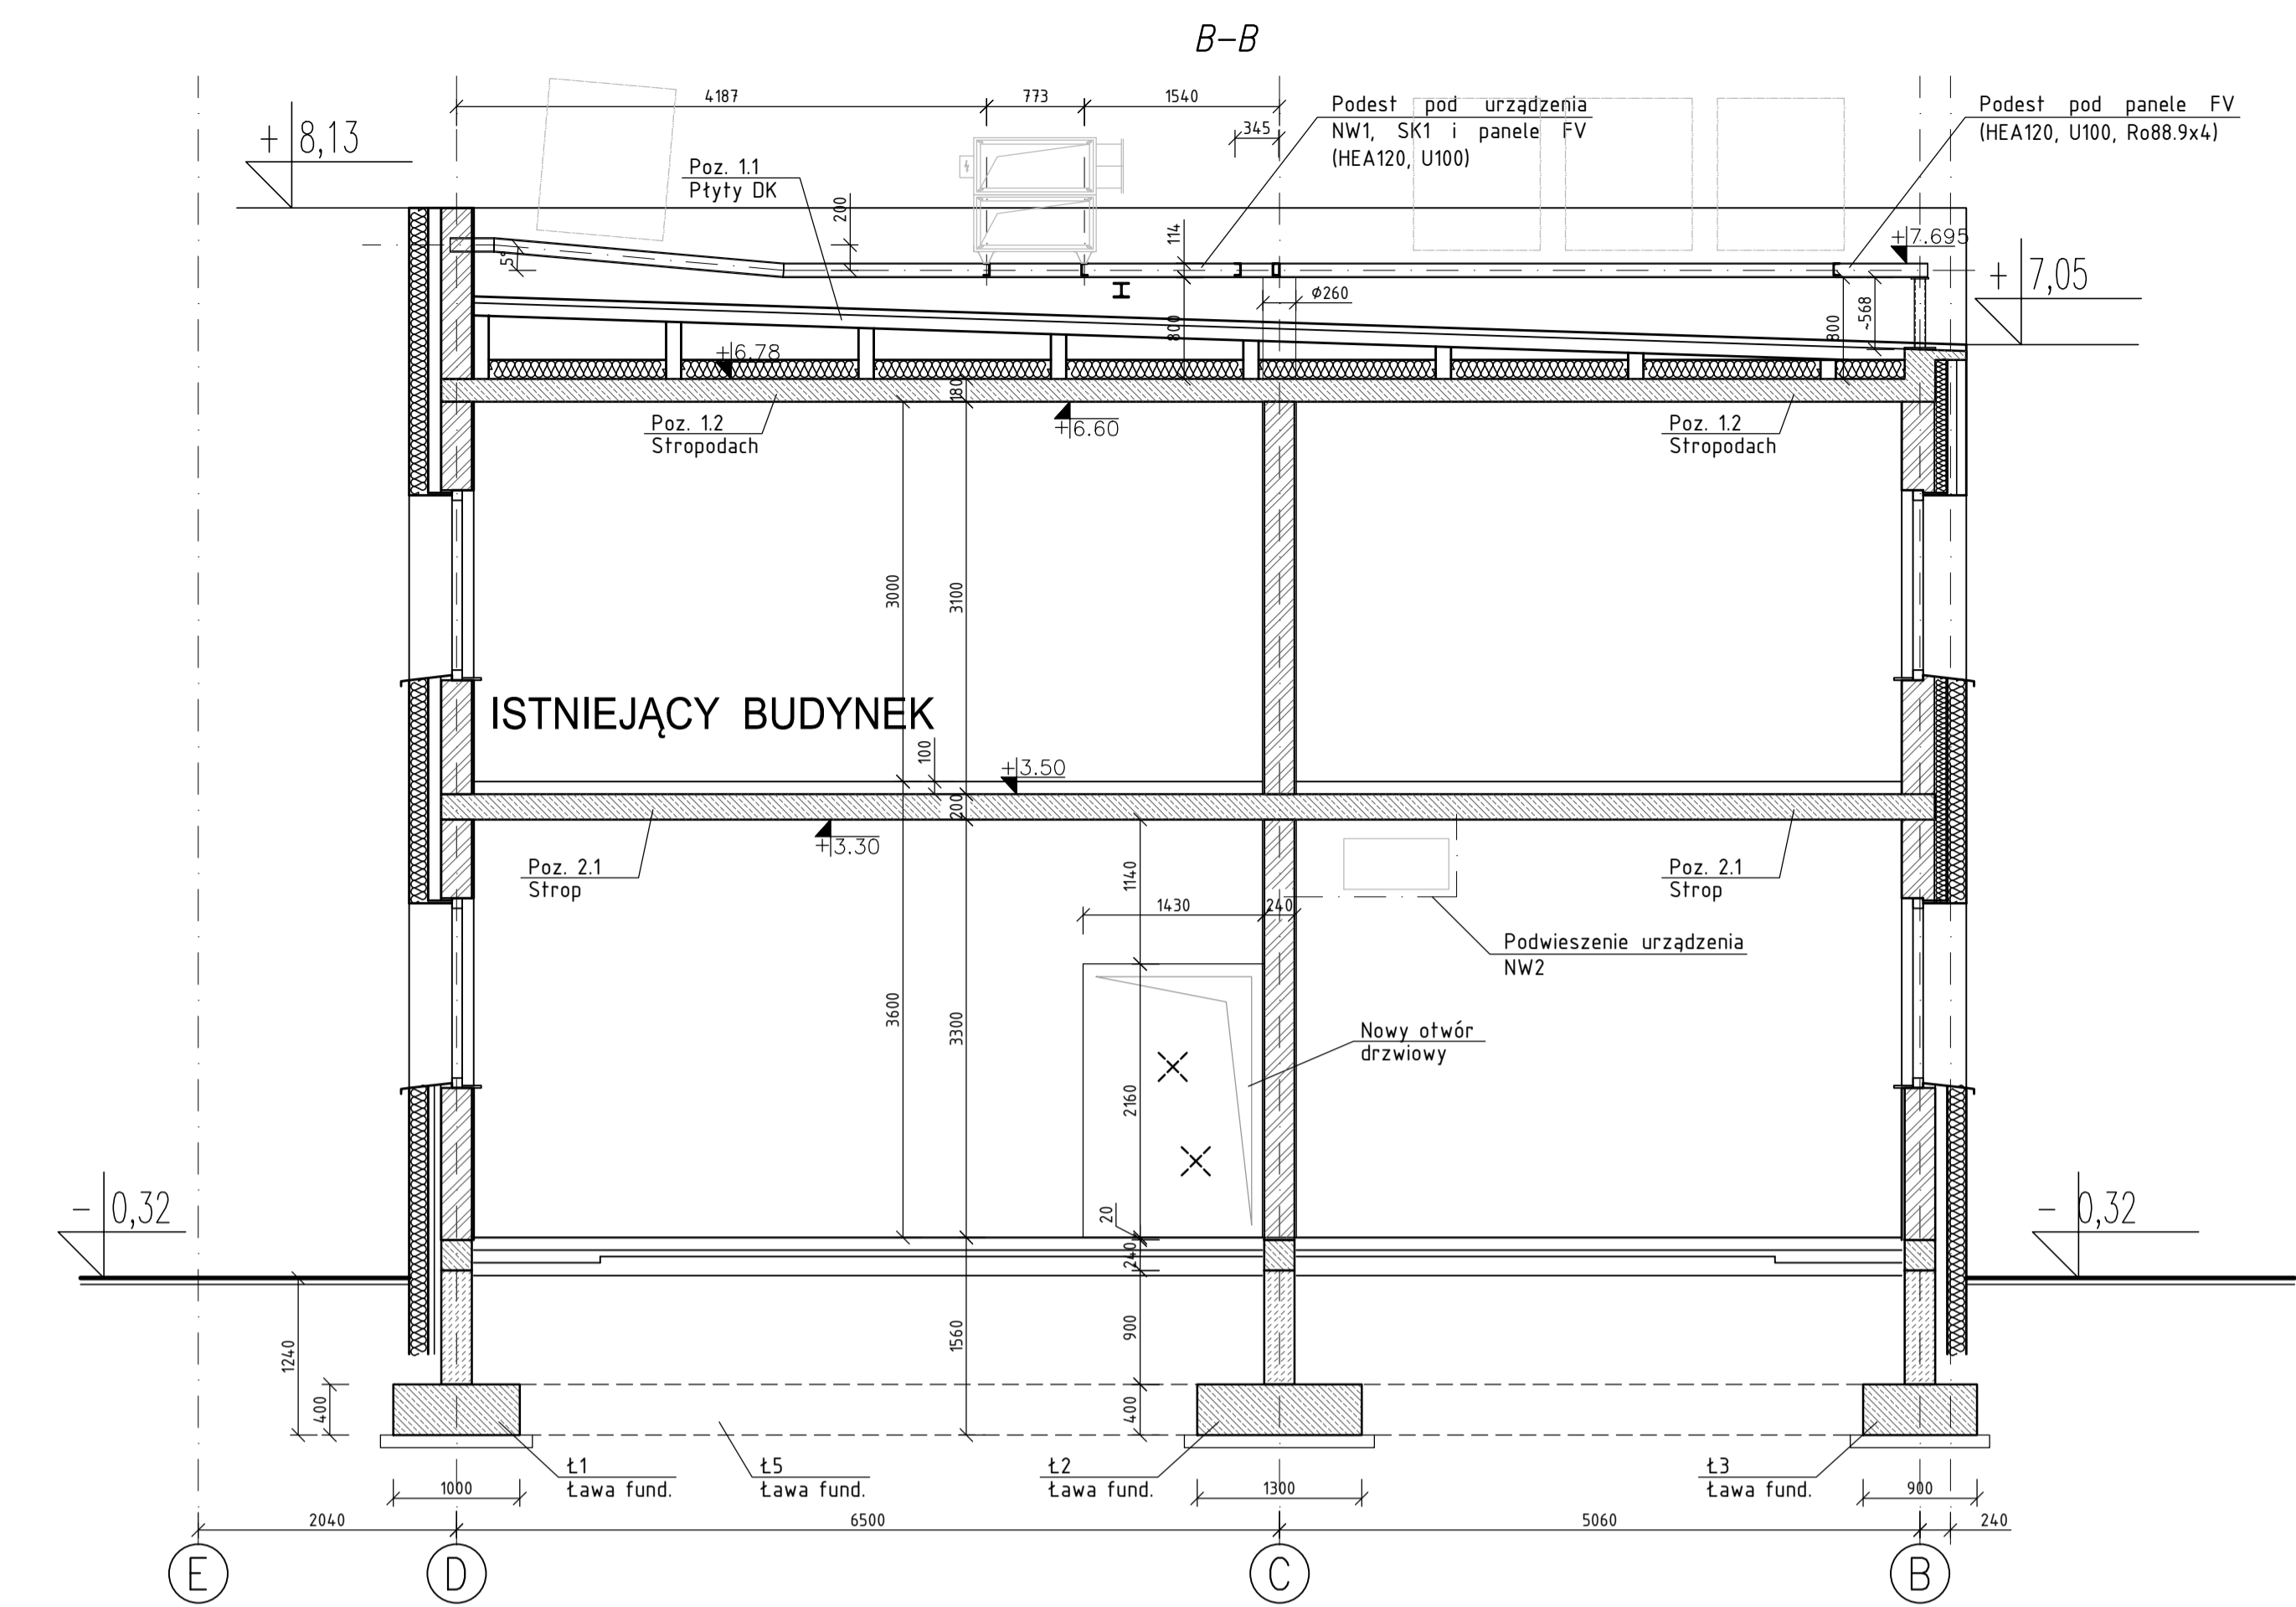 B-B
4187
773
1540
345
Podest pod urządzenia
NW1, SK1 i panele FV
(HEA120, U100)
Podest pod panele FV
(HEA120, U100, Ro88.9x4)
+8,13
Poz. 1.1
Płyty DK
200
114
5°
+7.695
+7,05
Ø260
800
800
~568
+6.78
180
Poz. 1.2
Stropodach
+6.60
Poz. 1.2
Stropodach
3000
3100
ISTNIEJĄCY BUDYNEK
100
+3.50
200
+3.30
Poz. 2.1
Strop
1140
Poz. 2.1
Strop
1430
240
Podwieszenie urządzenia
NW2
3600
3300
Nowy otwór
drzwiowy
2160
- 0,32
20
- 0,32
240
1240
400
1560
900
400
Ł1
Ława fund.
Ł5
Ława fund.
Ł2
Ława fund.
Ł3
Ława fund.
1000
1300
900
2040
6500
5060
240
E
D
C
B